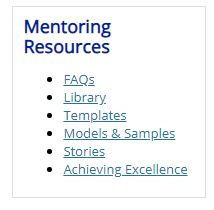 Mentoring
Resources
FAQs
Library
Templates
Models & Samples
Stories
Achieving Excellence